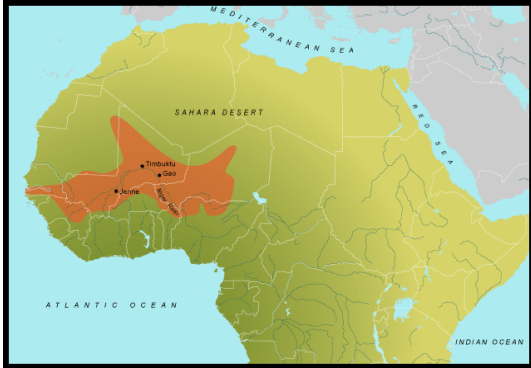 MEDITERRANEAN SEA
SAHARA DESERT
RED SEA
Timbuktu
Gao
Jenne
Niger River
ATLANTIC OCEAN
INDIAN OCEAN